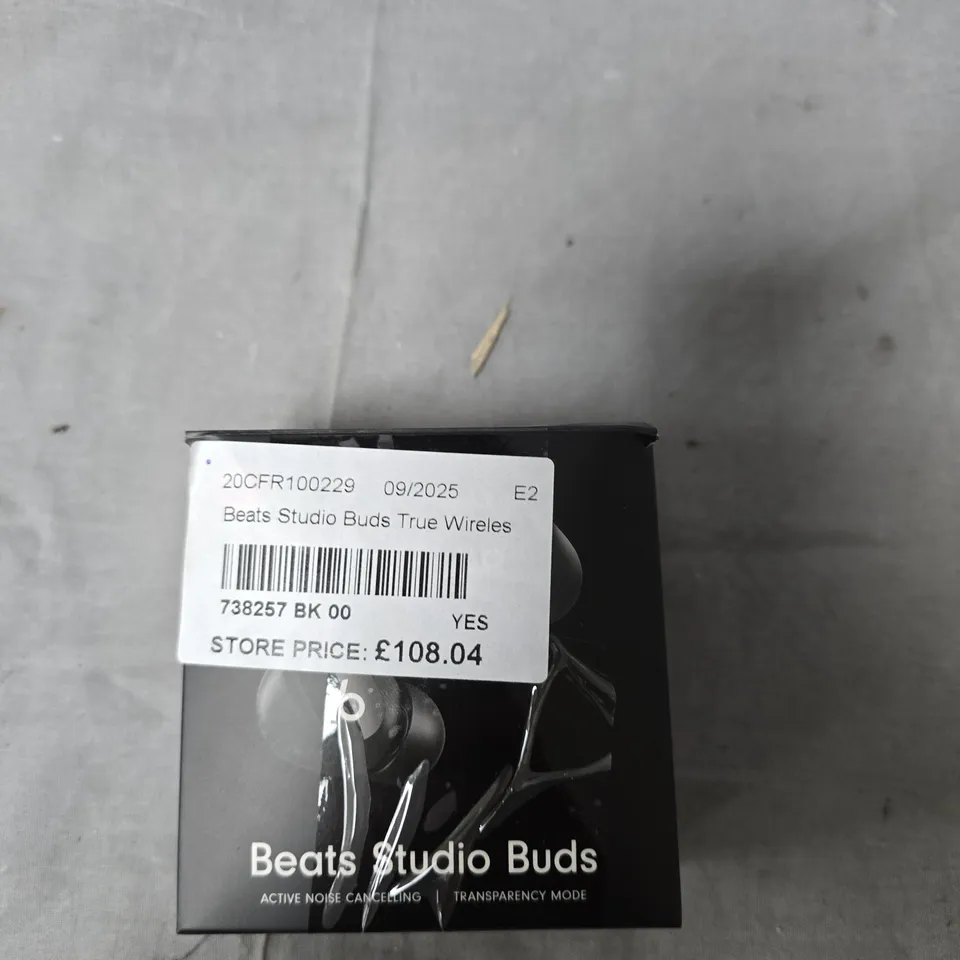 20CFR100229 09/2025 E2
Beats Studio Buds True Wireles
738257 BK 00 YES
STORE PRICE: £108.04
Beats Studio Buds
ACTIVE NOISE CANCELLING | TRANSPARENCY MODE